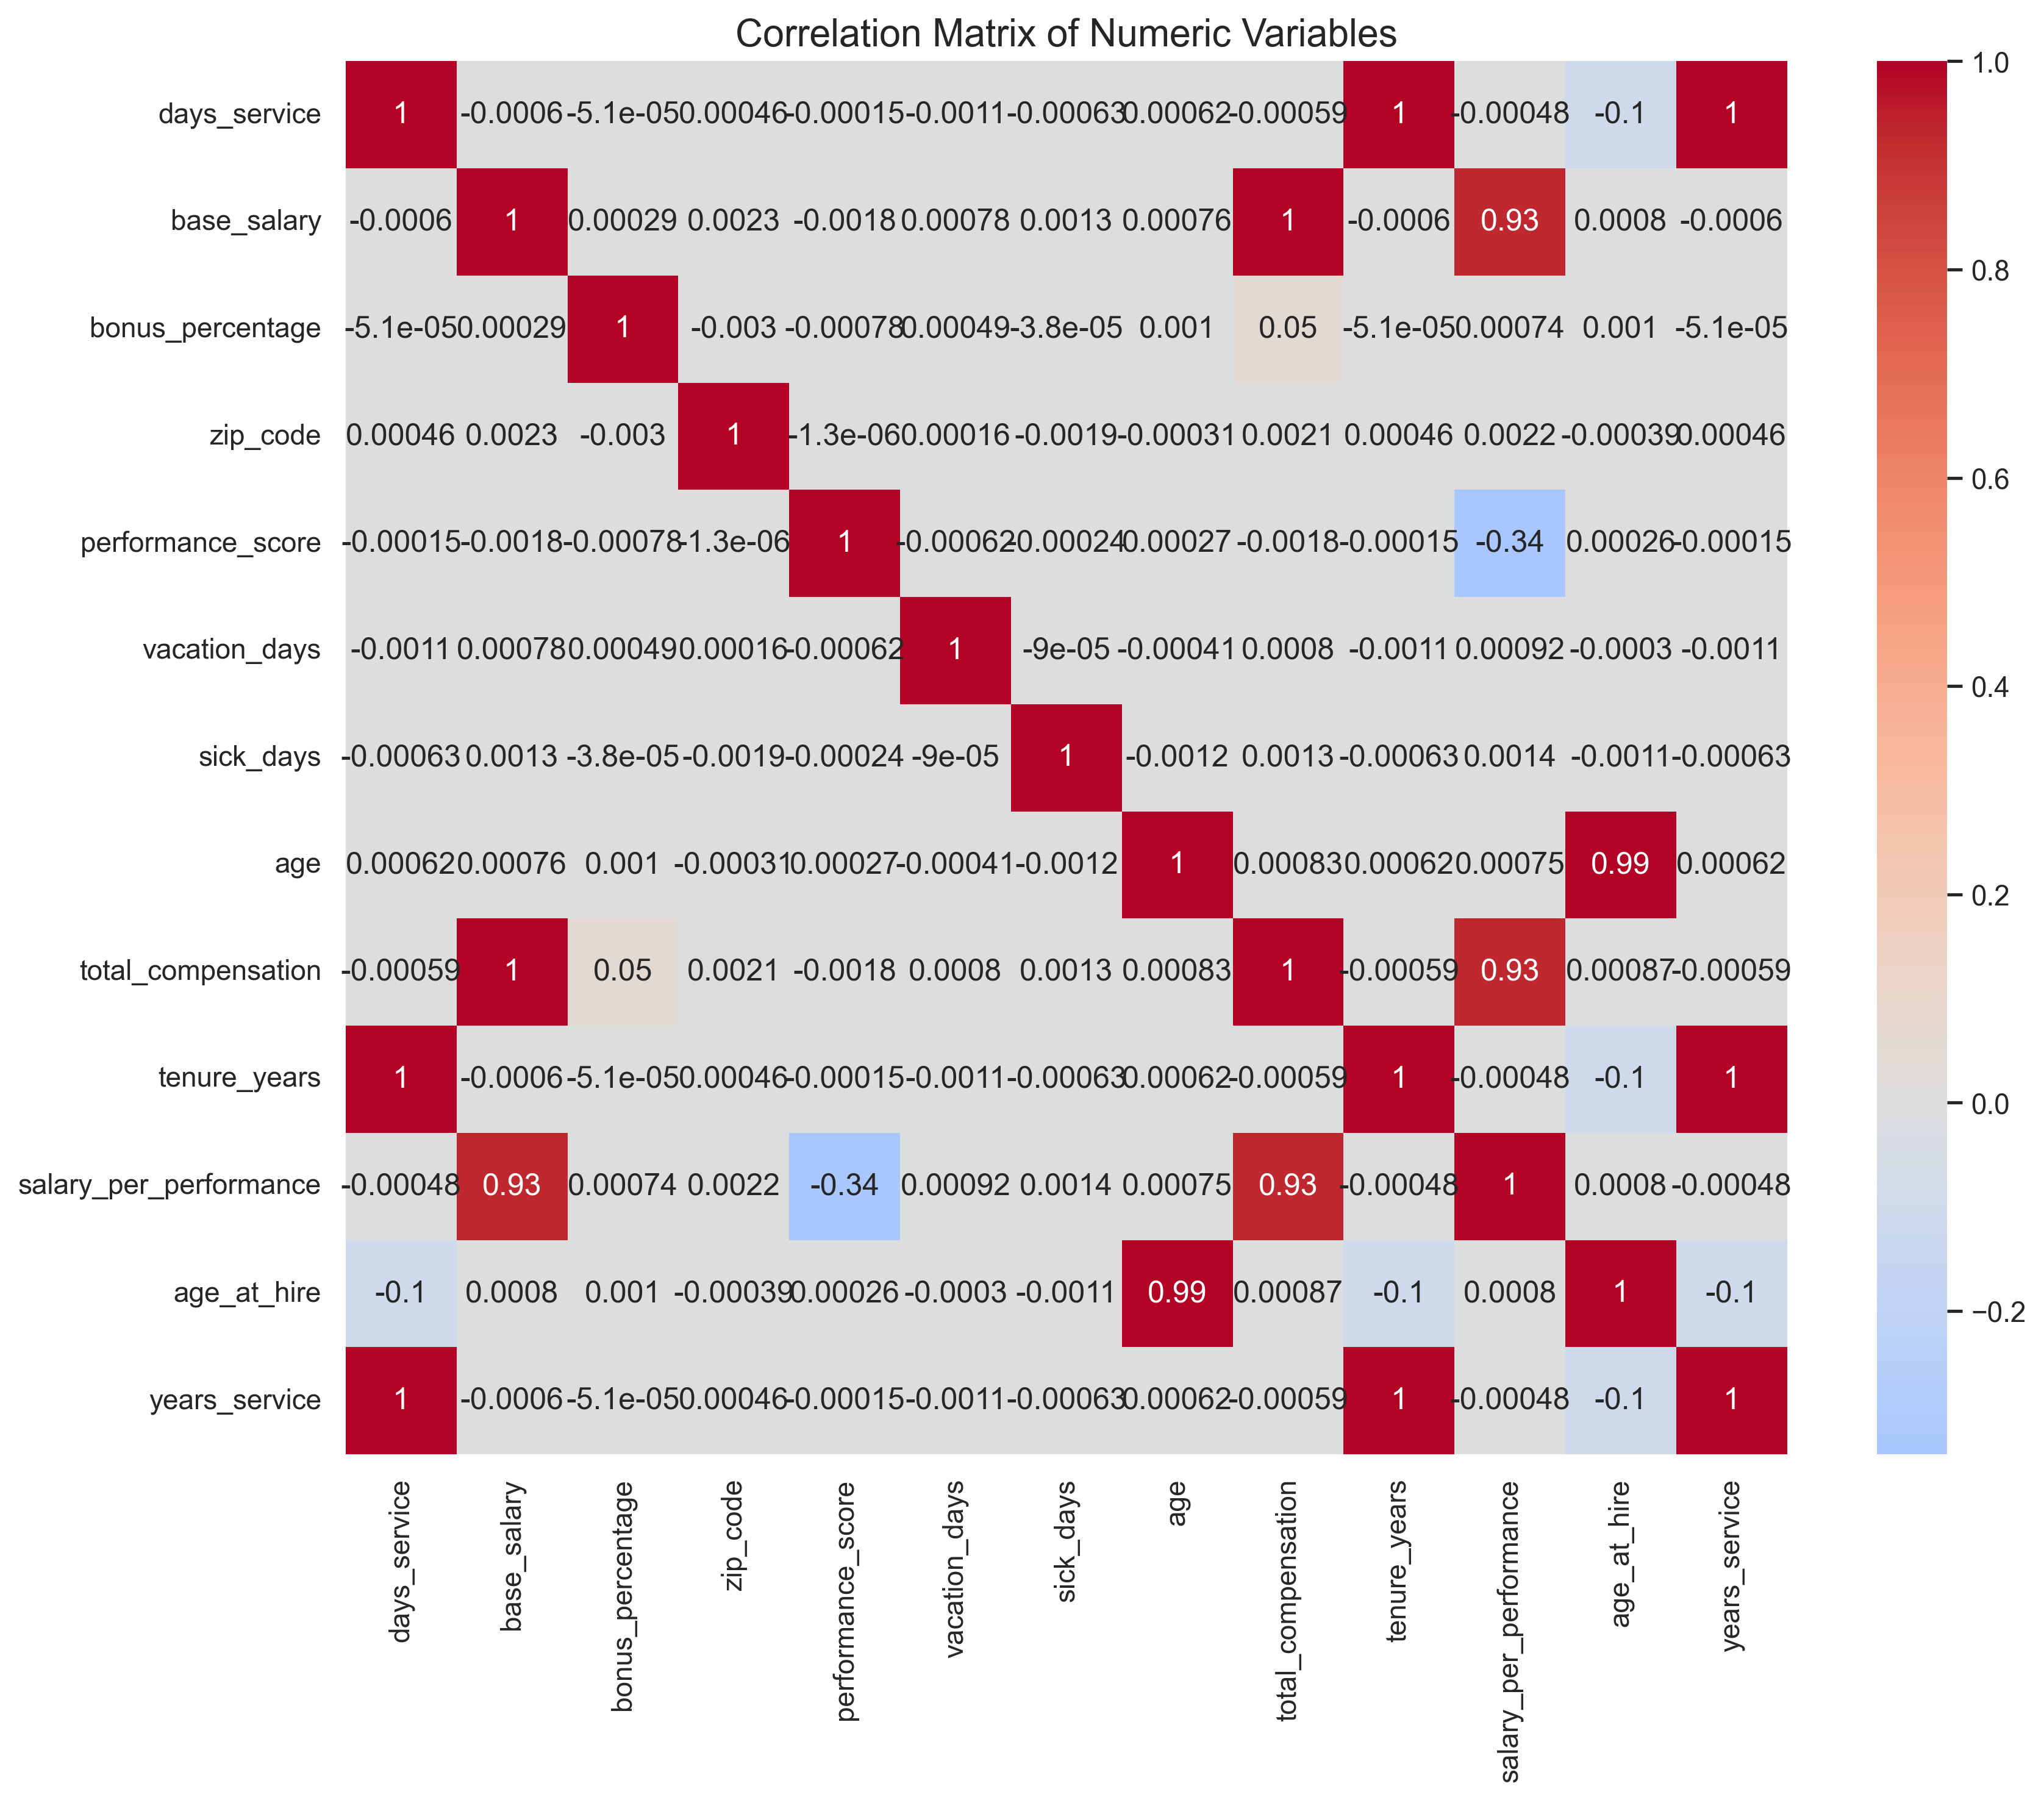 Correlation Matrix of Numeric Variables
days_service 1 -0.0006 -5.1e-05 0.00046 -0.00015 -0.0011 -0.00063 0.00062 -0.00059 1 -0.00048 -0.1 1
base_salary -0.0006 1 0.00029 0.0023 -0.0018 0.00078 0.0013 0.00076 1 -0.0006 0.93 0.0008 -0.0006
bonus_percentage -5.1e-05 0.00029 1 -0.003 -0.00078 0.00049 -3.8e-05 0.001 0.05 -5.1e-05 0.00074 0.001 -5.1e-05
zip_code 0.00046 0.0023 -0.003 1 -1.3e-06 0.00016 -0.0019 -0.00031 0.0021 0.00046 0.0022 -0.00039 0.00046
performance_score -0.00015 -0.0018 -0.00078 -1.3e-06 1 -0.00062 -0.00024 0.00027 -0.0018 -0.00015 -0.34 0.00026 -0.00015
vacation_days -0.0011 0.00078 0.00049 0.00016 -0.00062 1 -9e-05 -0.00041 0.0008 -0.0011 0.00092 -0.0003 -0.0011
sick_days -0.00063 0.0013 -3.8e-05 -0.0019 -0.00024 -9e-05 1 -0.0012 0.0013 -0.00063 0.0014 -0.0011 -0.00063
age 0.00062 0.00076 0.001 -0.00031 0.00027 -0.00041 -0.0012 1 0.00083 0.00062 0.00075 0.99 0.00062
total_compensation -0.00059 1 0.05 0.0021 -0.0018 0.0008 0.0013 0.00083 1 -0.00059 0.93 0.00087 -0.00059
tenure_years 1 -0.0006 -5.1e-05 0.00046 -0.00015 -0.0011 -0.00063 0.00062 -0.00059 1 -0.00048 -0.1 1
salary_per_performance -0.00048 0.93 0.00074 0.0022 -0.34 0.00092 0.0014 0.00075 0.93 -0.00048 1 0.0008 -0.00048
age_at_hire -0.1 0.0008 0.001 -0.00039 0.00026 -0.0003 -0.0011 0.99 0.00087 -0.1 0.0008 1 -0.1
years_service 1 -0.0006 -5.1e-05 0.00046 -0.00015 -0.0011 -0.00063 0.00062 -0.00059 1 -0.00048 -0.1 1
days_service
base_salary
bonus_percentage
zip_code
performance_score
vacation_days
sick_days
age
total_compensation
tenure_years
salary_per_performance
age_at_hire
years_service
1.0
0.8
0.6
0.4
0.2
0.0
−0.2